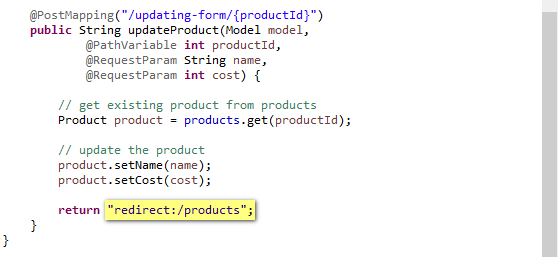 @PostMapping("/updating-form/{productId}")
public String updateProduct(Model model,
@PathVariable int productId,
@RequestParam String name,
@RequestParam int cost) {
// get existing product from products
Product product = products.get(productId);
// update the product
product.setName(name);
product.setCost(cost);
return "redirect:/products";
}
}